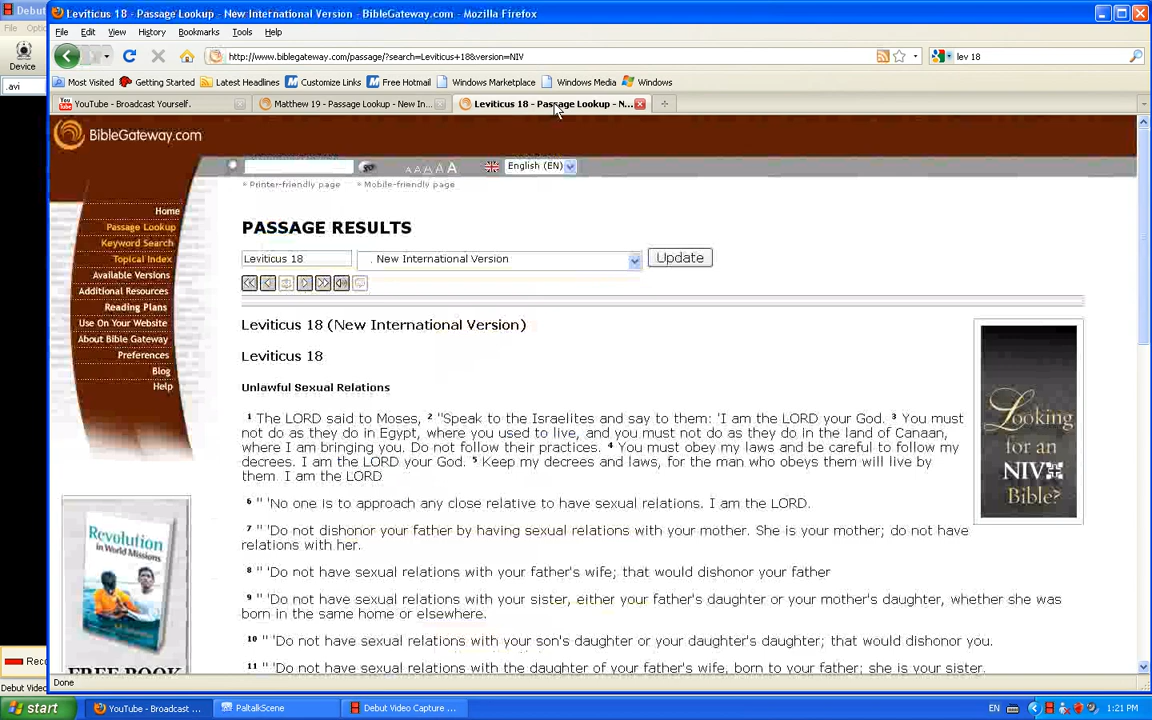 Debut
Leviticus 18 - Passage Lookup - New International Version - BibleGateway.com - Mozilla Firefox
File
File Edit View History Bookmarks Tools Help
Device
http://www.biblegateway.com/passage/?search=Leviticus+18&version=NIV
lev 18
.avi
Most Visited Getting Started Latest Headlines Customize Links Free Hotmail Windows Marketplace Windows Media Windows
YouTube - Broadcast Yourself.
Matthew 19 - Passage Lookup - New In...
Leviticus 18 - Passage Lookup - N...
BibleGateway.com
A A A A A
English (EN)
» Printer-friendly page » Mobile-friendly page
Home
Passage Lookup
Keyword Search
Topical Index
Available Versions
Additional Resources
Reading Plans
Use On Your Website
About Bible Gateway
Preferences
Blog
Help
PASSAGE RESULTS
Leviticus 18
. New International Version
Update
Leviticus 18 (New International Version)
Leviticus 18
Unlawful Sexual Relations
1 The LORD said to Moses, 2 "Speak to the Israelites and say to them: 'I am the LORD your God. 3 You must
not do as they do in Egypt, where you used to live, and you must not do as they do in the land of Canaan,
where I am bringing you. Do not follow their practices. 4 You must obey my laws and be careful to follow my
decrees. I am the LORD your God. 5 Keep my decrees and laws, for the man who obeys them will live by
them. I am the LORD
6 " 'No one is to approach any close relative to have sexual relations. I am the LORD.
7 " 'Do not dishonor your father by having sexual relations with your mother. She is your mother; do not have
relations with her.
8 " 'Do not have sexual relations with your father's wife; that would dishonor your father
9 " 'Do not have sexual relations with your sister, either your father's daughter or your mother's daughter, whether she was
born in the same home or elsewhere.
10 " 'Do not have sexual relations with your son's daughter or your daughter's daughter; that would dishonor you.
11 " 'Do not have sexual relations with the daughter of your father's wife, born to your father; she is your sister.
Looking
for an
NIV
Bible?
Revolution
in World Missions
FREE BOOK
Reco
Debut Video
Done
start
YouTube - Broadcast ...
PaltalkScene
Debut Video Capture ...
EN
1:21 PM